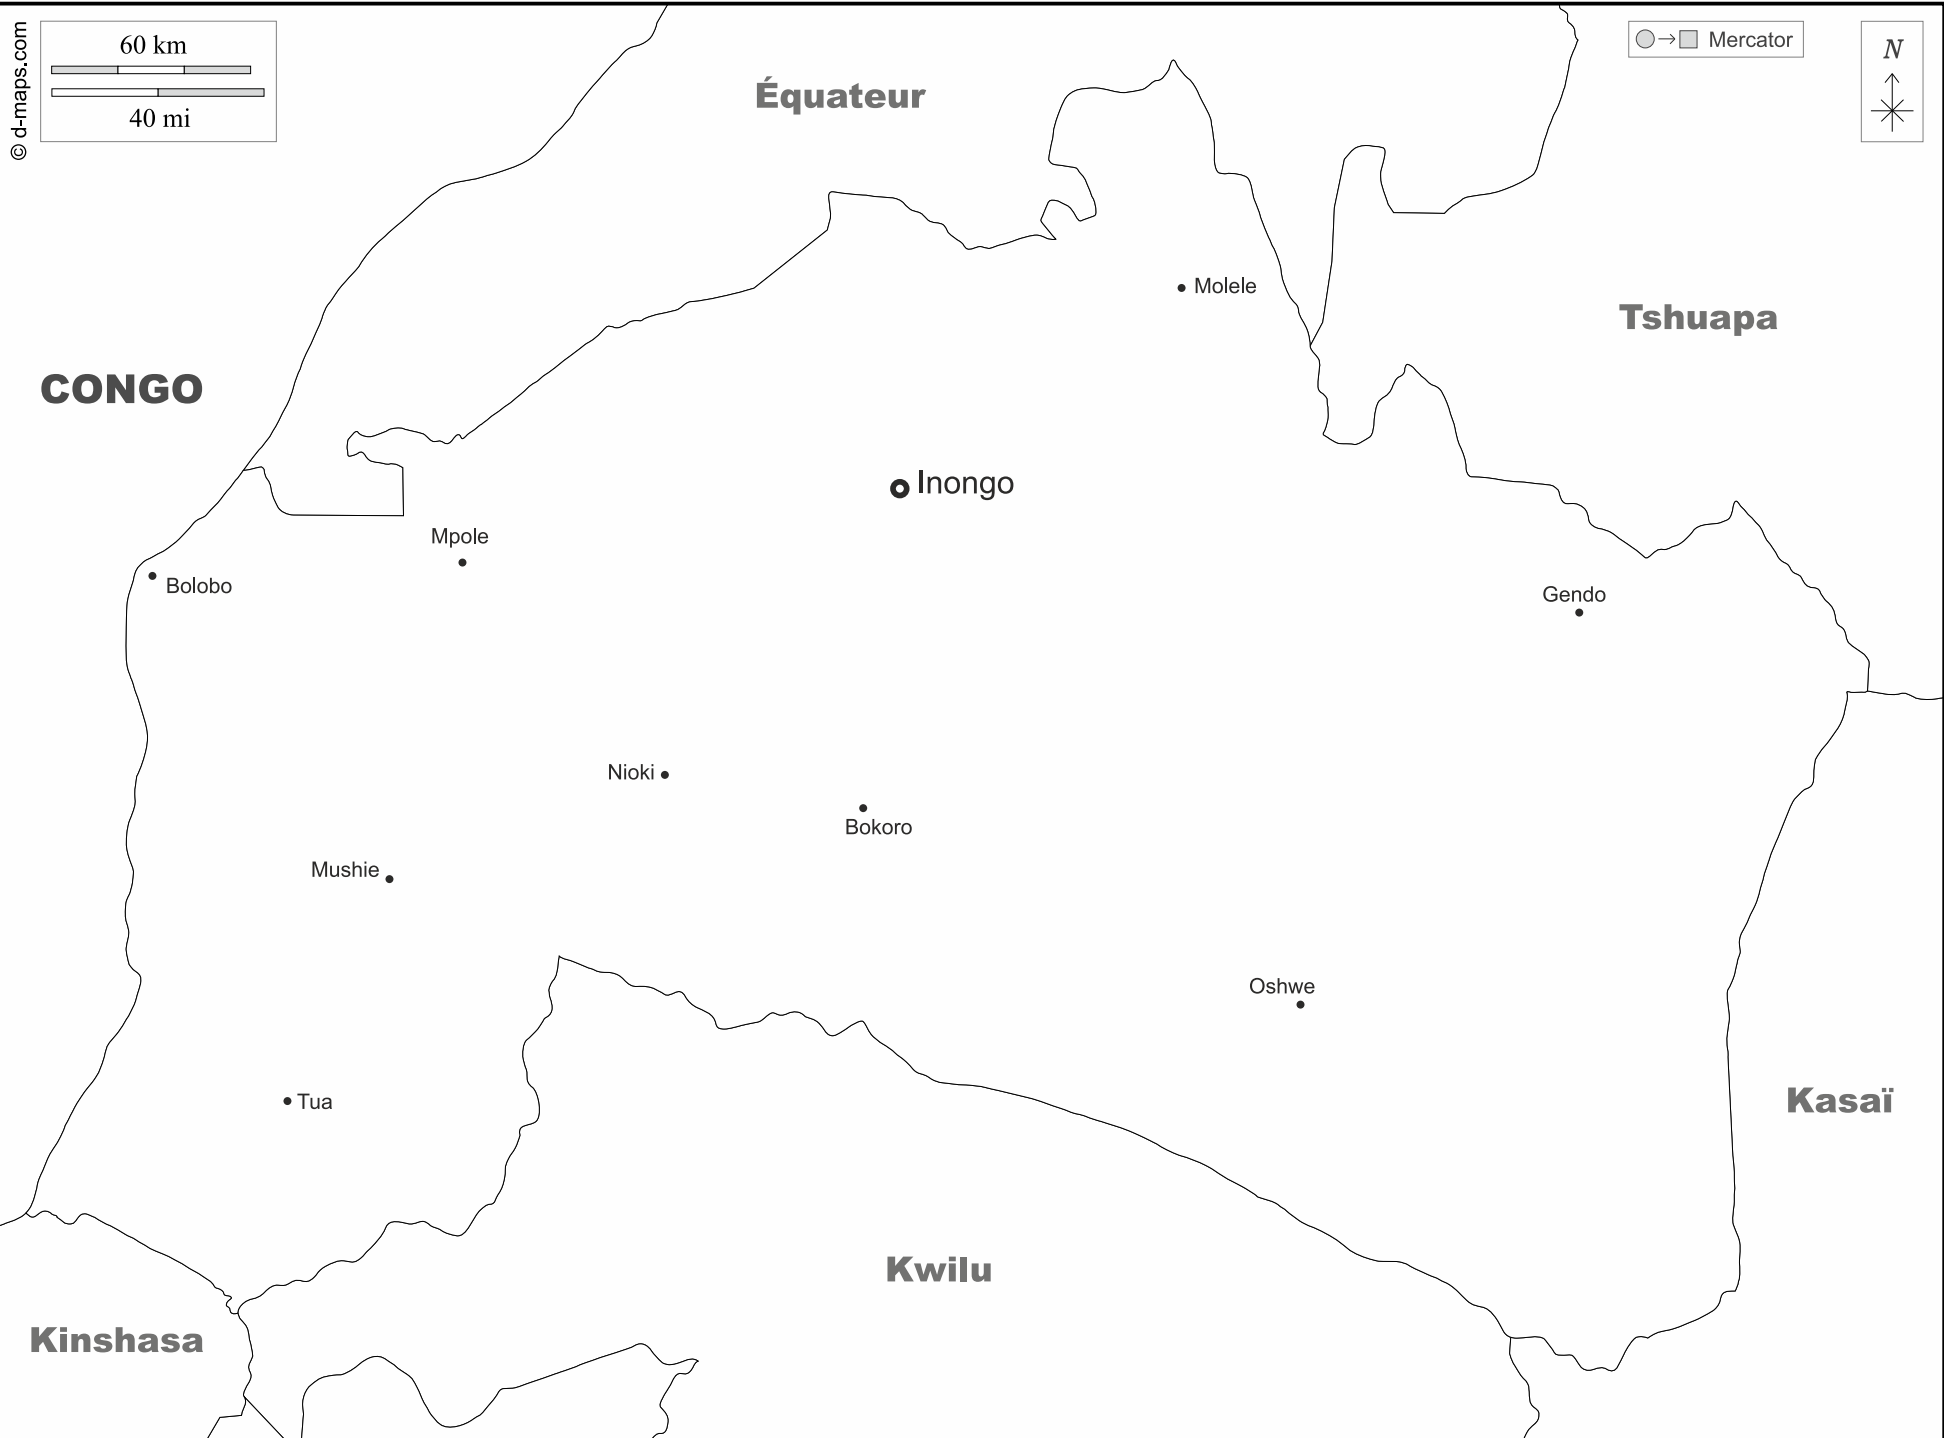 © d-maps.com
60 km
40 mi
Mercator
N
Équateur
Molele
Tshuapa
CONGO
Inongo
Mpole
Bolobo
Gendo
Nioki
Bokoro
Mushie
Oshwe
Tua
Kasaï
Kwilu
Kinshasa